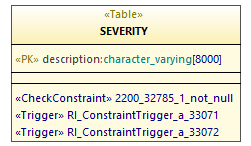 «Table»
SEVERITY
«PK» description:character_varying[8000]
«CheckConstraint» 2200_32785_1_not_null
«Trigger» RI_ConstraintTrigger_a_33071
«Trigger» RI_ConstraintTrigger_a_33072